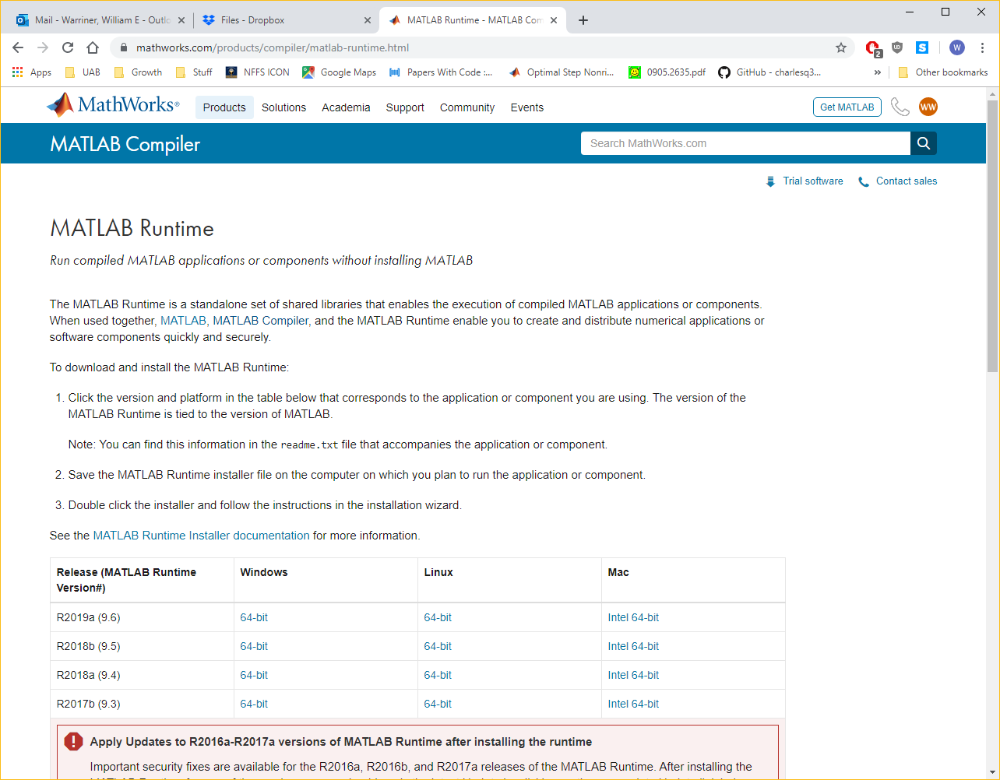 Mail - Warriner, William E - Outlo
Files - Dropbox
MATLAB Runtime - MATLAB Com
mathworks.com/products/compiler/matlab-runtime.html
2
UD
S
W
Apps
UAB
Growth
Stuff
NFFS ICON
Google Maps
Papers With Code :...
Optimal Step Nonri...
0905.2635.pdf
GitHub - charlesq3...
»
Other bookmarks
MathWorks®
Products
Solutions
Academia
Support
Community
Events
Get MATLAB
WW
MATLAB Compiler
Search MathWorks.com
Trial software
Contact sales
MATLAB Runtime
Run compiled MATLAB applications or components without installing MATLAB
The MATLAB Runtime is a standalone set of shared libraries that enables the execution of compiled MATLAB applications or components.
When used together, MATLAB, MATLAB Compiler, and the MATLAB Runtime enable you to create and distribute numerical applications or
software components quickly and securely.
To download and install the MATLAB Runtime:
1. Click the version and platform in the table below that corresponds to the application or component you are using. The version of the
MATLAB Runtime is tied to the version of MATLAB.
Note: You can find this information in the readme.txt file that accompanies the application or component.
2. Save the MATLAB Runtime installer file on the computer on which you plan to run the application or component.
3. Double click the installer and follow the instructions in the installation wizard.
See the MATLAB Runtime Installer documentation for more information.
Release (MATLAB Runtime
Version#)
Windows
Linux
Mac
R2019a (9.6)
64-bit
64-bit
Intel 64-bit
R2018b (9.5)
64-bit
64-bit
Intel 64-bit
R2018a (9.4)
64-bit
64-bit
Intel 64-bit
R2017b (9.3)
64-bit
64-bit
Intel 64-bit
Apply Updates to R2016a-R2017a versions of MATLAB Runtime after installing the runtime
Important security fixes are available for the R2016a, R2016b, and R2017a releases of the MATLAB Runtime. After installing the